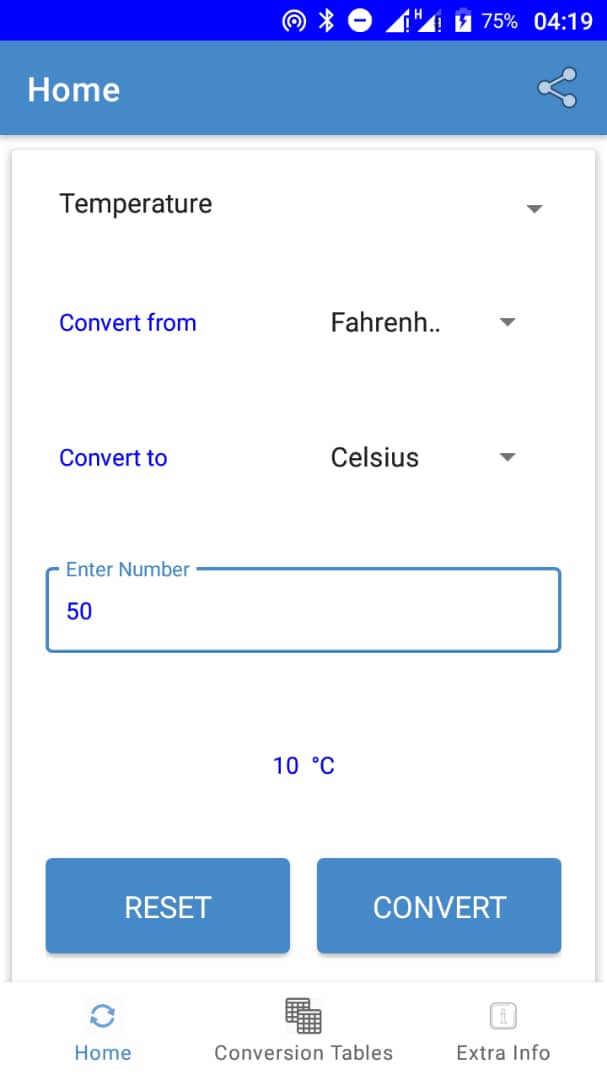 H 75% 04:19
Home
Temperature
Convert from Fahrenh..
Convert to Celsius
Enter Number
50
10 °C
RESET CONVERT
Home Conversion Tables Extra Info